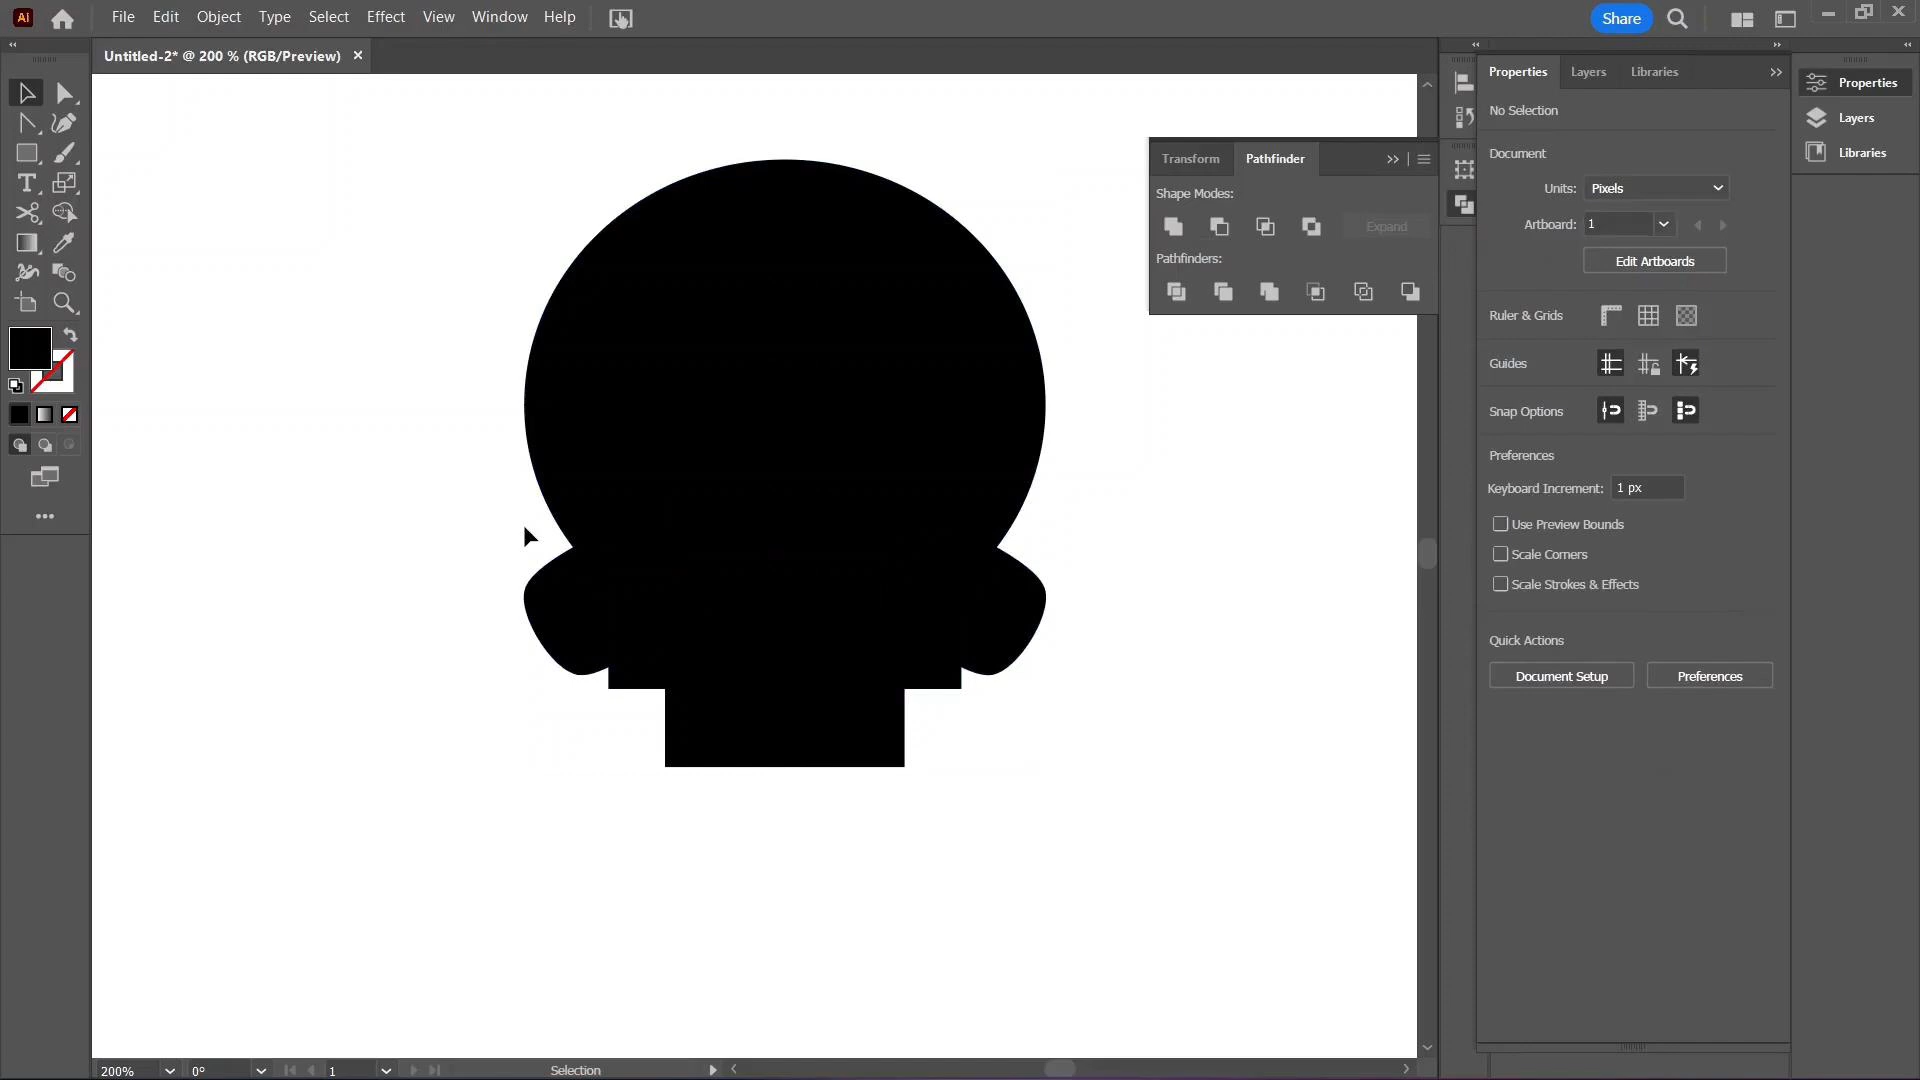 Ai
File Edit Object Type Select Effect View Window Help
Share
Untitled-2* @ 200 % (RGB/Preview) ×
Transform Pathfinder
Shape Modes:
Expand
Pathfinders:
Properties Layers Libraries
No Selection
Document
Units: Pixels
Artboard: 1
Edit Artboards
Ruler & Grids
Guides
Snap Options
Preferences
Keyboard Increment: 1 px
Use Preview Bounds
Scale Corners
Scale Strokes & Effects
Quick Actions
Document Setup Preferences
Properties
Layers
Libraries
200% 0° 1 Selection